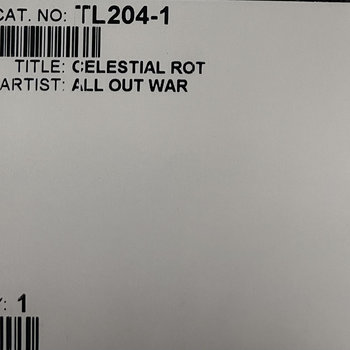 CAT. NO: TL204-1
TITLE: CELESTIAL ROT
ARTIST: ALL OUT WAR
Y: 1